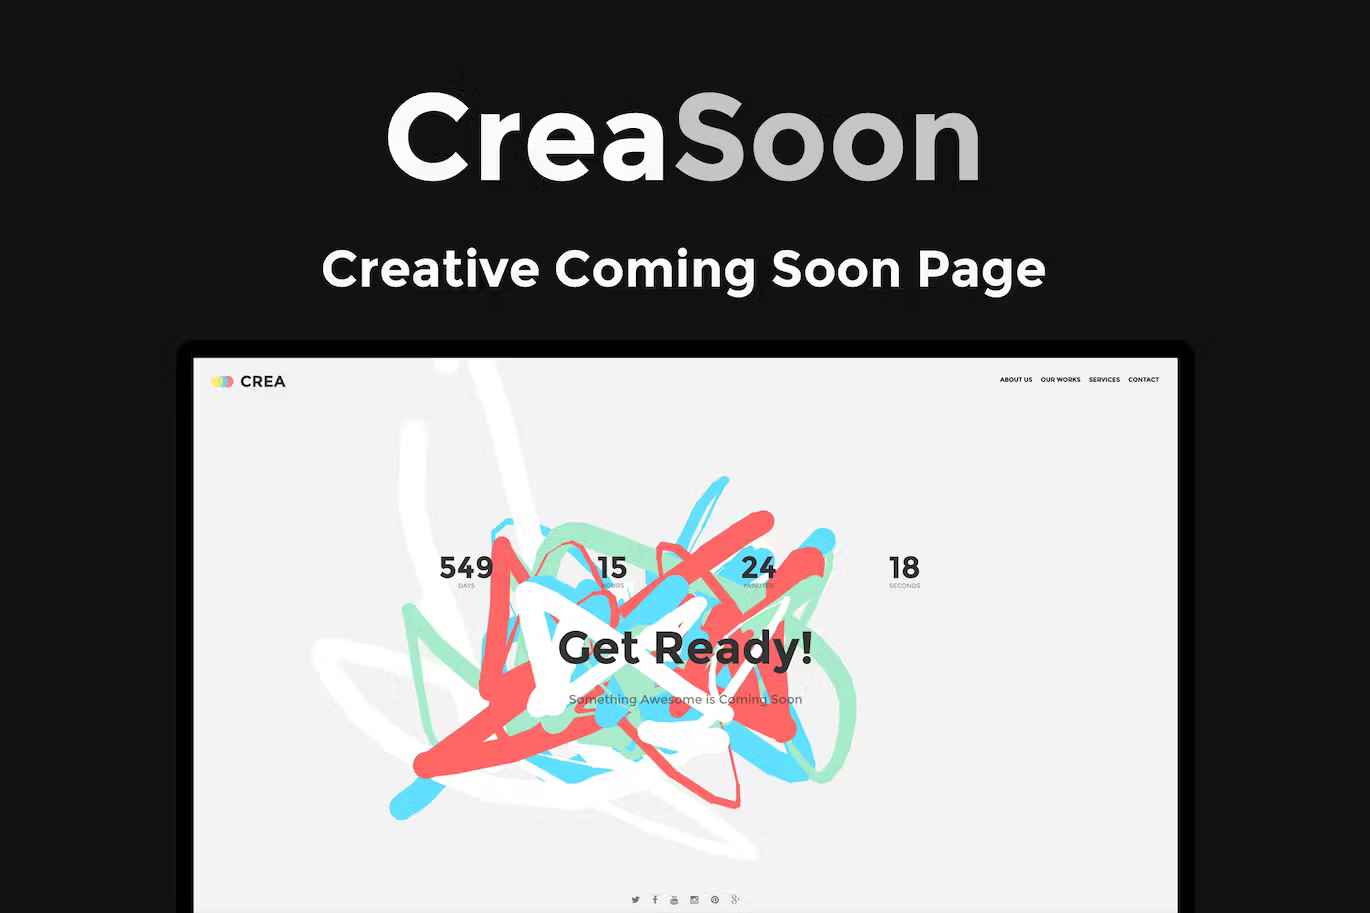 CreaSoon
Creative Coming Soon Page
CREA
ABOUT US OUR WORKS SERVICES CONTACT
549 15 24 18
DAYS HOURS MINUTES SECONDS
Get Ready!
Something Awesome is Coming Soon